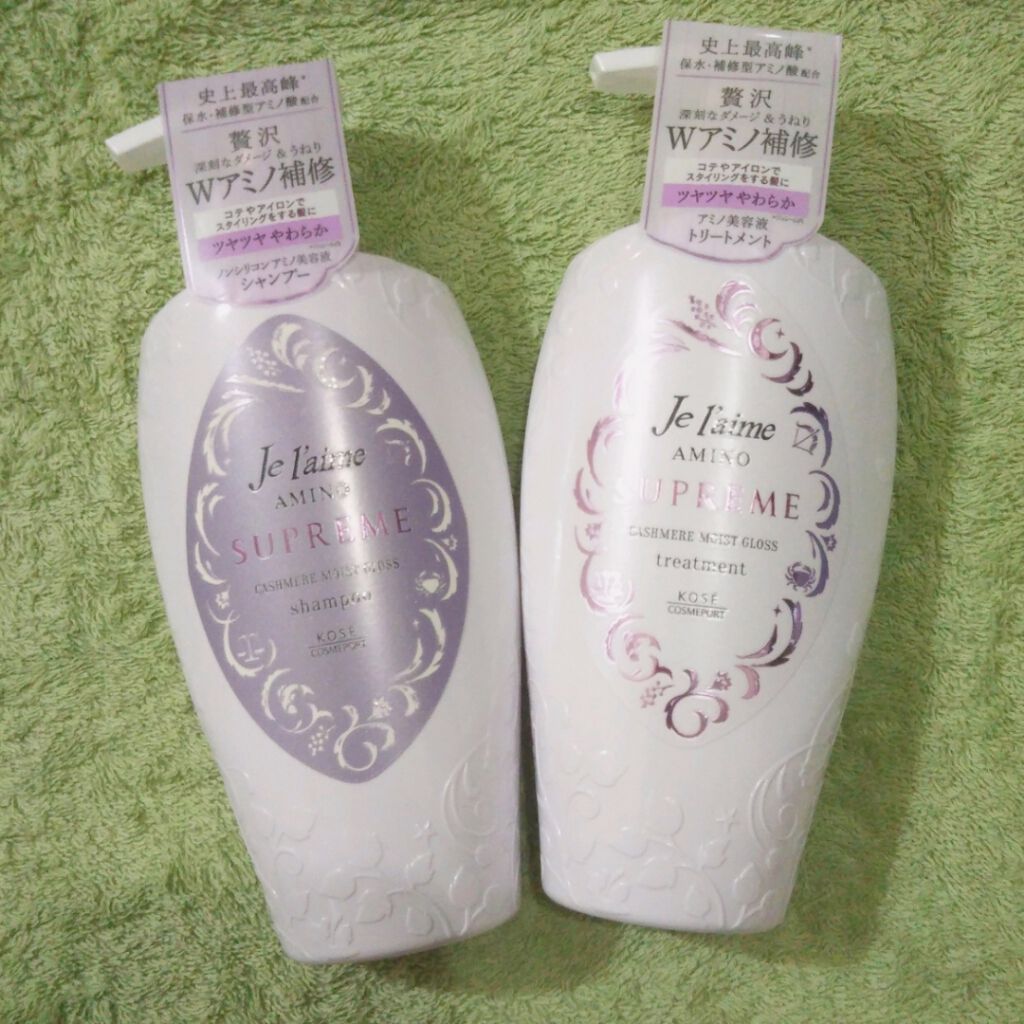 史上最高峰*
保水・補修型アミノ酸配合
贅沢
深刻なダメージ&うねり
Wアミノ補修
コテやアイロンで
スタイリングをする髪に
ツヤツヤ やわらか
ノンシリコン アミノ美容液
シャンプー
Je l'aime
AMINO
SUPREME
CASHMERE MOIST GLOSS
shampoo
KOSÉ
COSMEPORT
史上最高峰*
保水・補修型アミノ酸配合
贅沢
深刻なダメージ&うねり
Wアミノ補修
コテやアイロンで
スタイリングをする髪に
ツヤツヤ やわらか
アミノ美容液
トリートメント
Je l'aime
AMINO
SUPREME
CASHMERE MOIST GLOSS
treatment
KOSÉ
COSMEPORT